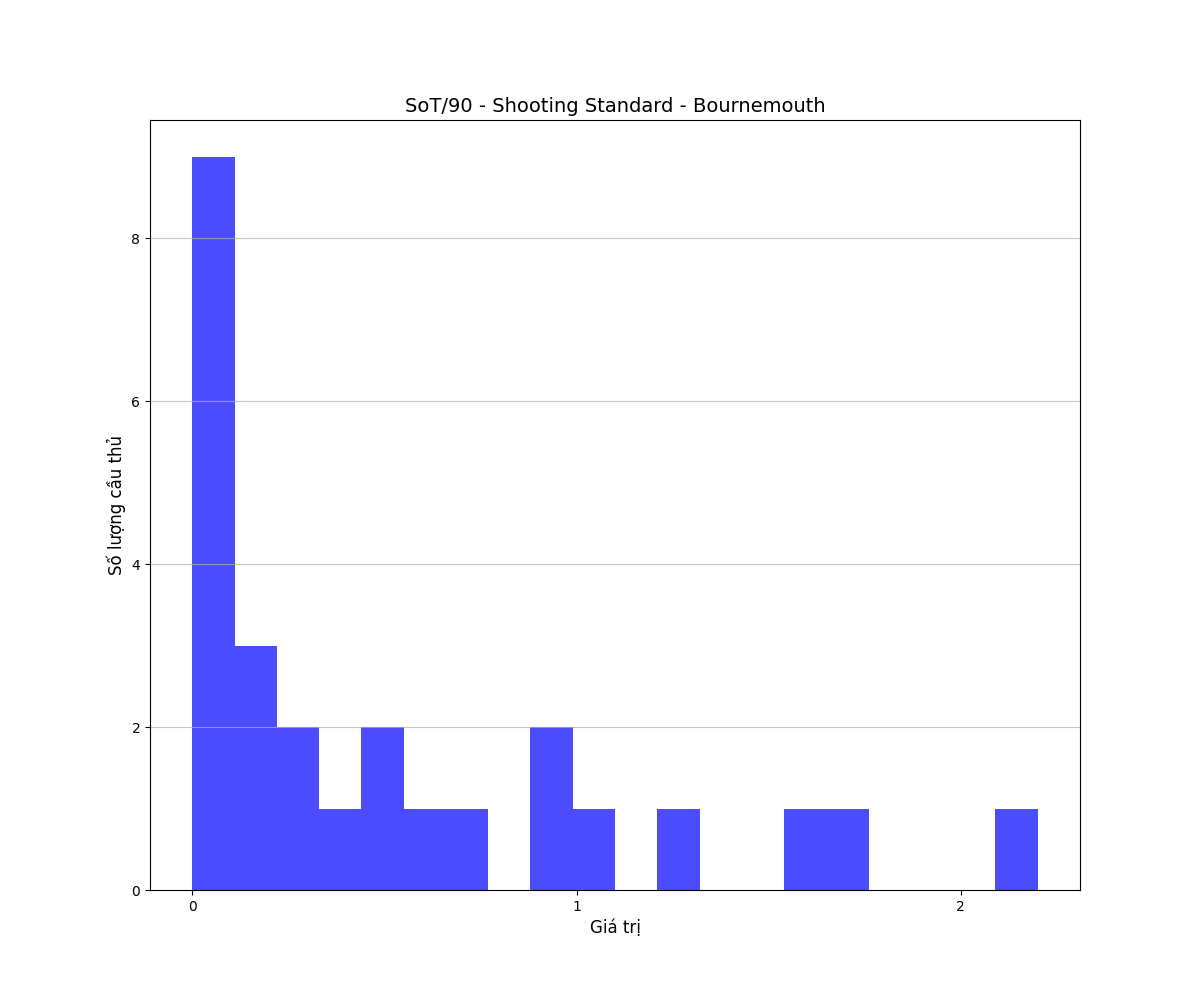 SoT/90 - Shooting Standard - Bournemouth
Số lượng cầu thủ
8
6
4
2
0
0 1 2
Giá trị